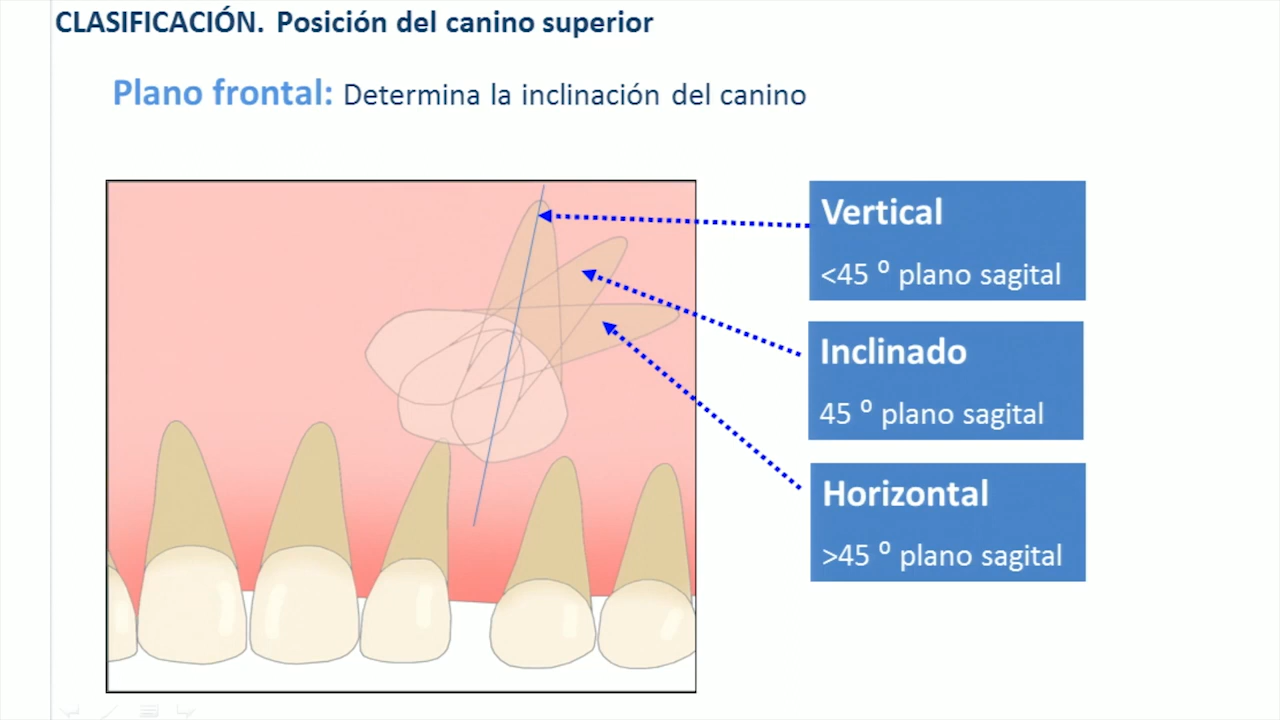 CLASIFICACIÓN. Posición del canino superior
Plano frontal: Determina la inclinación del canino
Vertical
<45 º plano sagital
Inclinado
45 º plano sagital
Horizontal
>45 º plano sagital